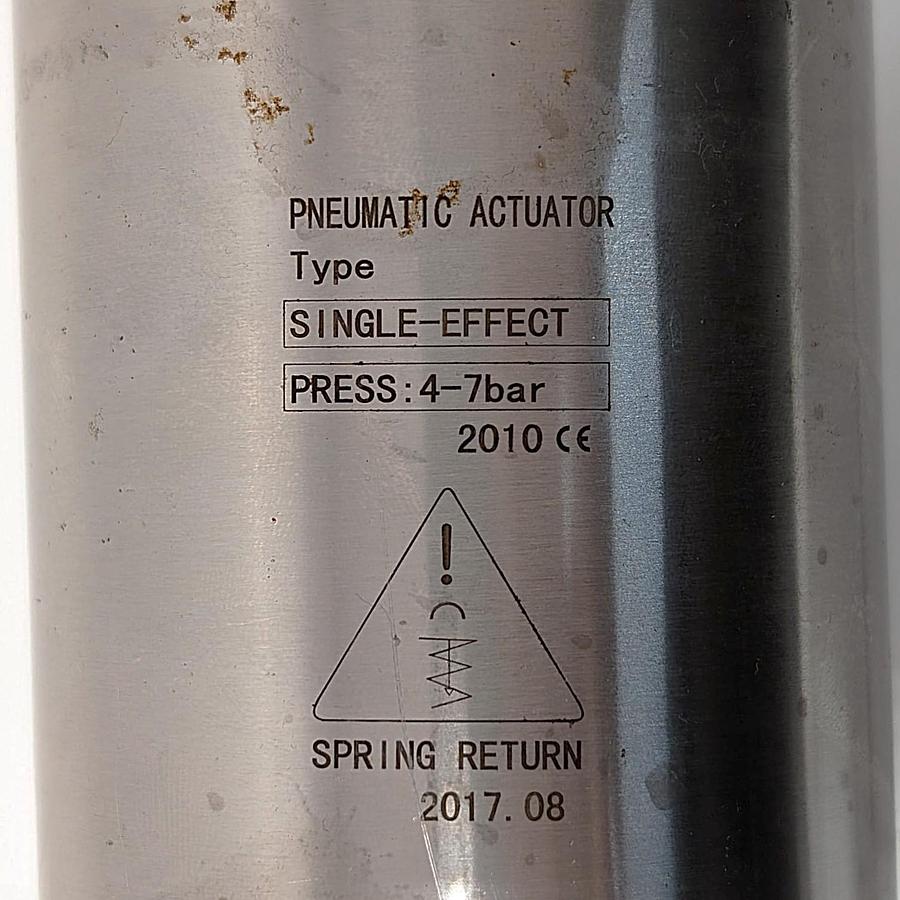 PNEUMATIC ACTUATOR
Type
SINGLE-EFFECT
PRESS:4-7bar
2010 CE
!
SPRING RETURN
2017.08